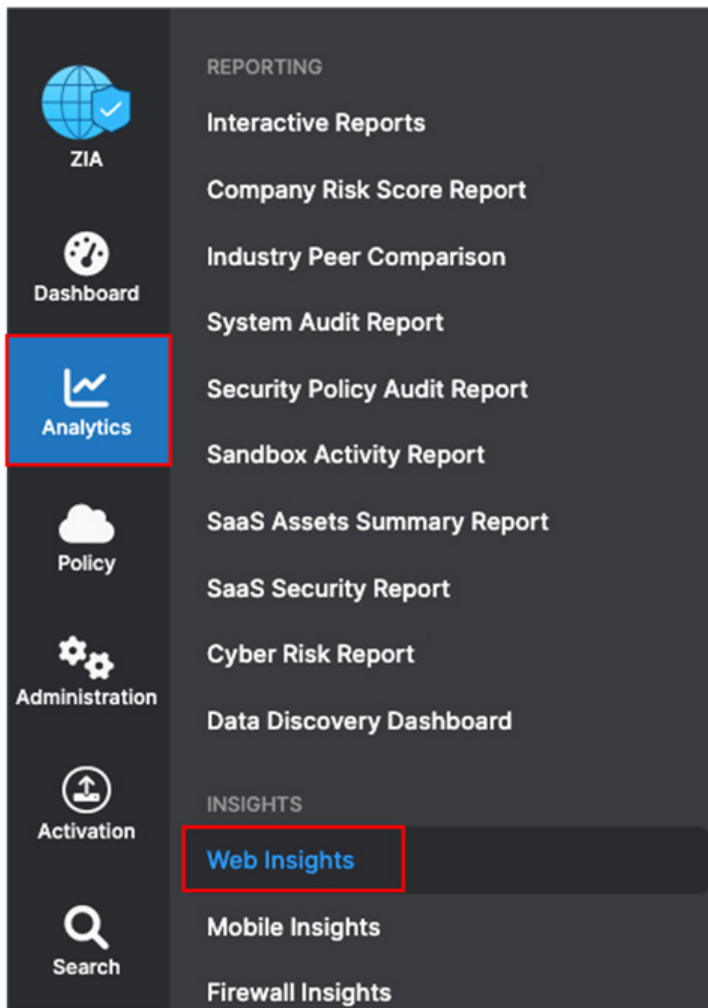 ZIA
Dashboard
Analytics
Policy
Administration
Activation
Search
REPORTING
Interactive Reports
Company Risk Score Report
Industry Peer Comparison
System Audit Report
Security Policy Audit Report
Sandbox Activity Report
SaaS Assets Summary Report
SaaS Security Report
Cyber Risk Report
Data Discovery Dashboard
INSIGHTS
Web Insights
Mobile Insights
Firewall Insights